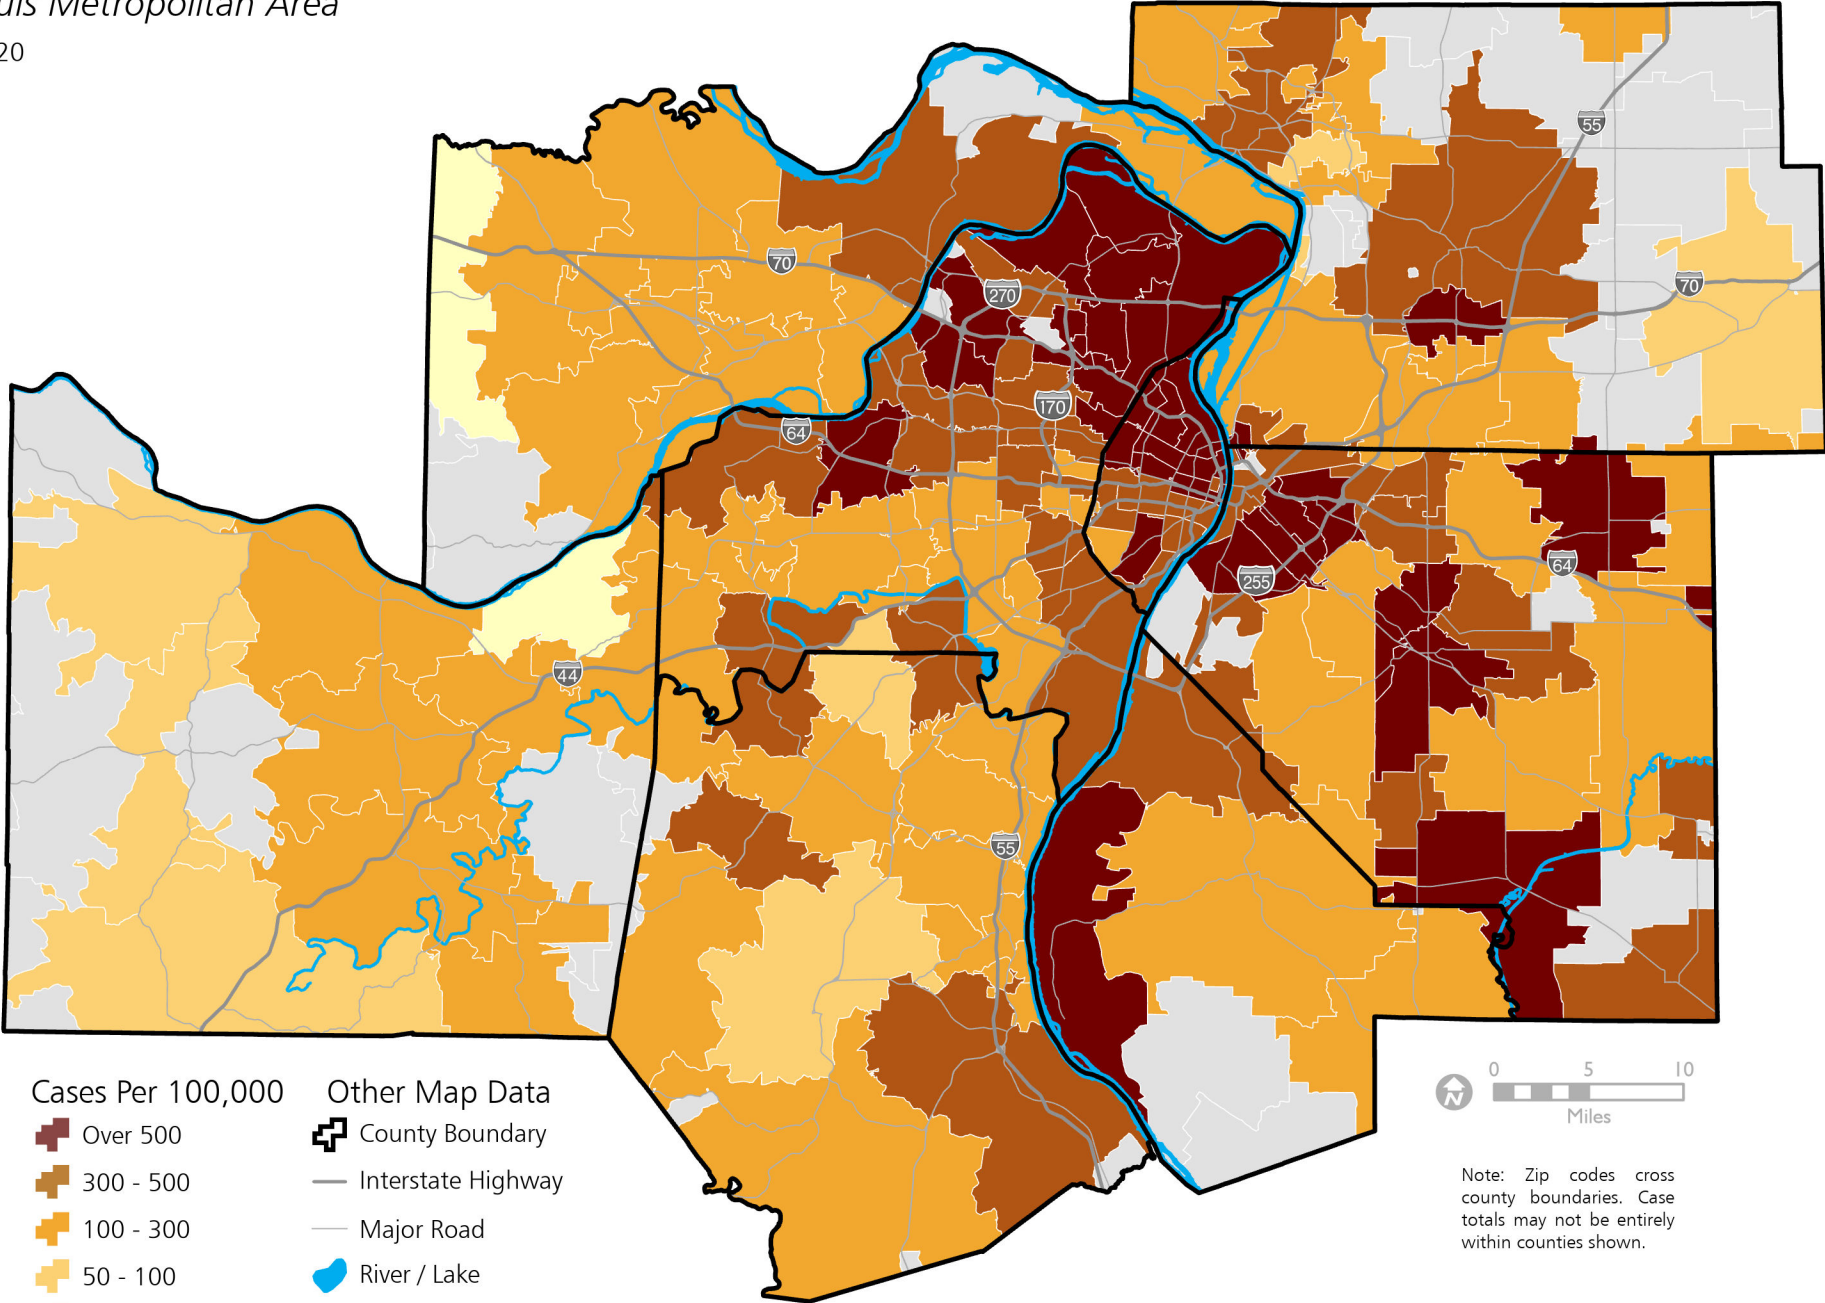 Metropolitan Area
20
55
70
70
270
170
64
64
255
44
55
Cases Per 100,000
Over 500
300 - 500
100 - 300
50 - 100
Other Map Data
County Boundary
Interstate Highway
Major Road
River / Lake
N
0 5 10
Miles
Note: Zip codes cross
county boundaries. Case
totals may not be entirely
within counties shown.